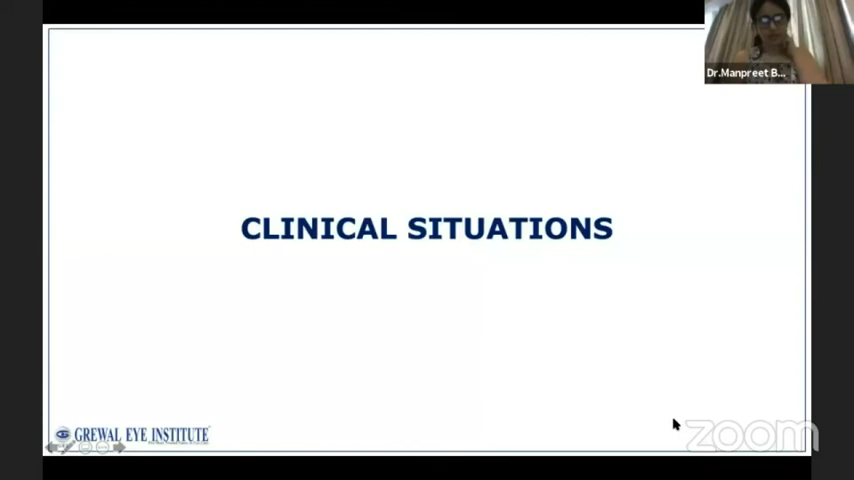 Dr.Manpreet B...
CLINICAL SITUATIONS
GREWAL EYE INSTITUTE
zoom